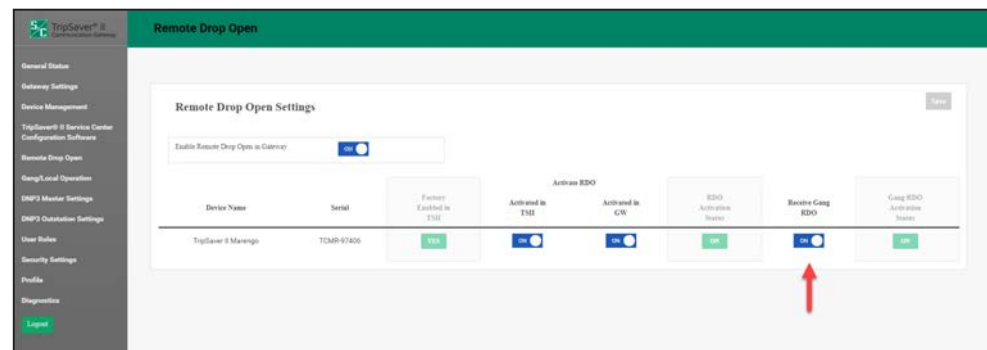 S&C TripSaver® II
Communication Gateway
Remote Drop Open
General Status
Gateway Settings
Device Management
TripSaver® II Service Center
Configuration Software
Remote Drop Open
Gang/Local Operation
DNP3 Master Settings
DNP3 Outstation Settings
User Roles
Security Settings
Profile
Diagnostics
Logout
Remote Drop Open Settings
Save
Enable Remote Drop Open in Gateway
ON
Activate RDO
Device Name
Serial
Factory
Enabled in
TSII
Activated in
TSII
Activated in
GW
RDO
Activation
Status
Receive Gang
RDO
Gang RDO
Activation
Status
TripSaver II Marengo
TCMR-97406
YES
ON
ON
ON
ON
ON